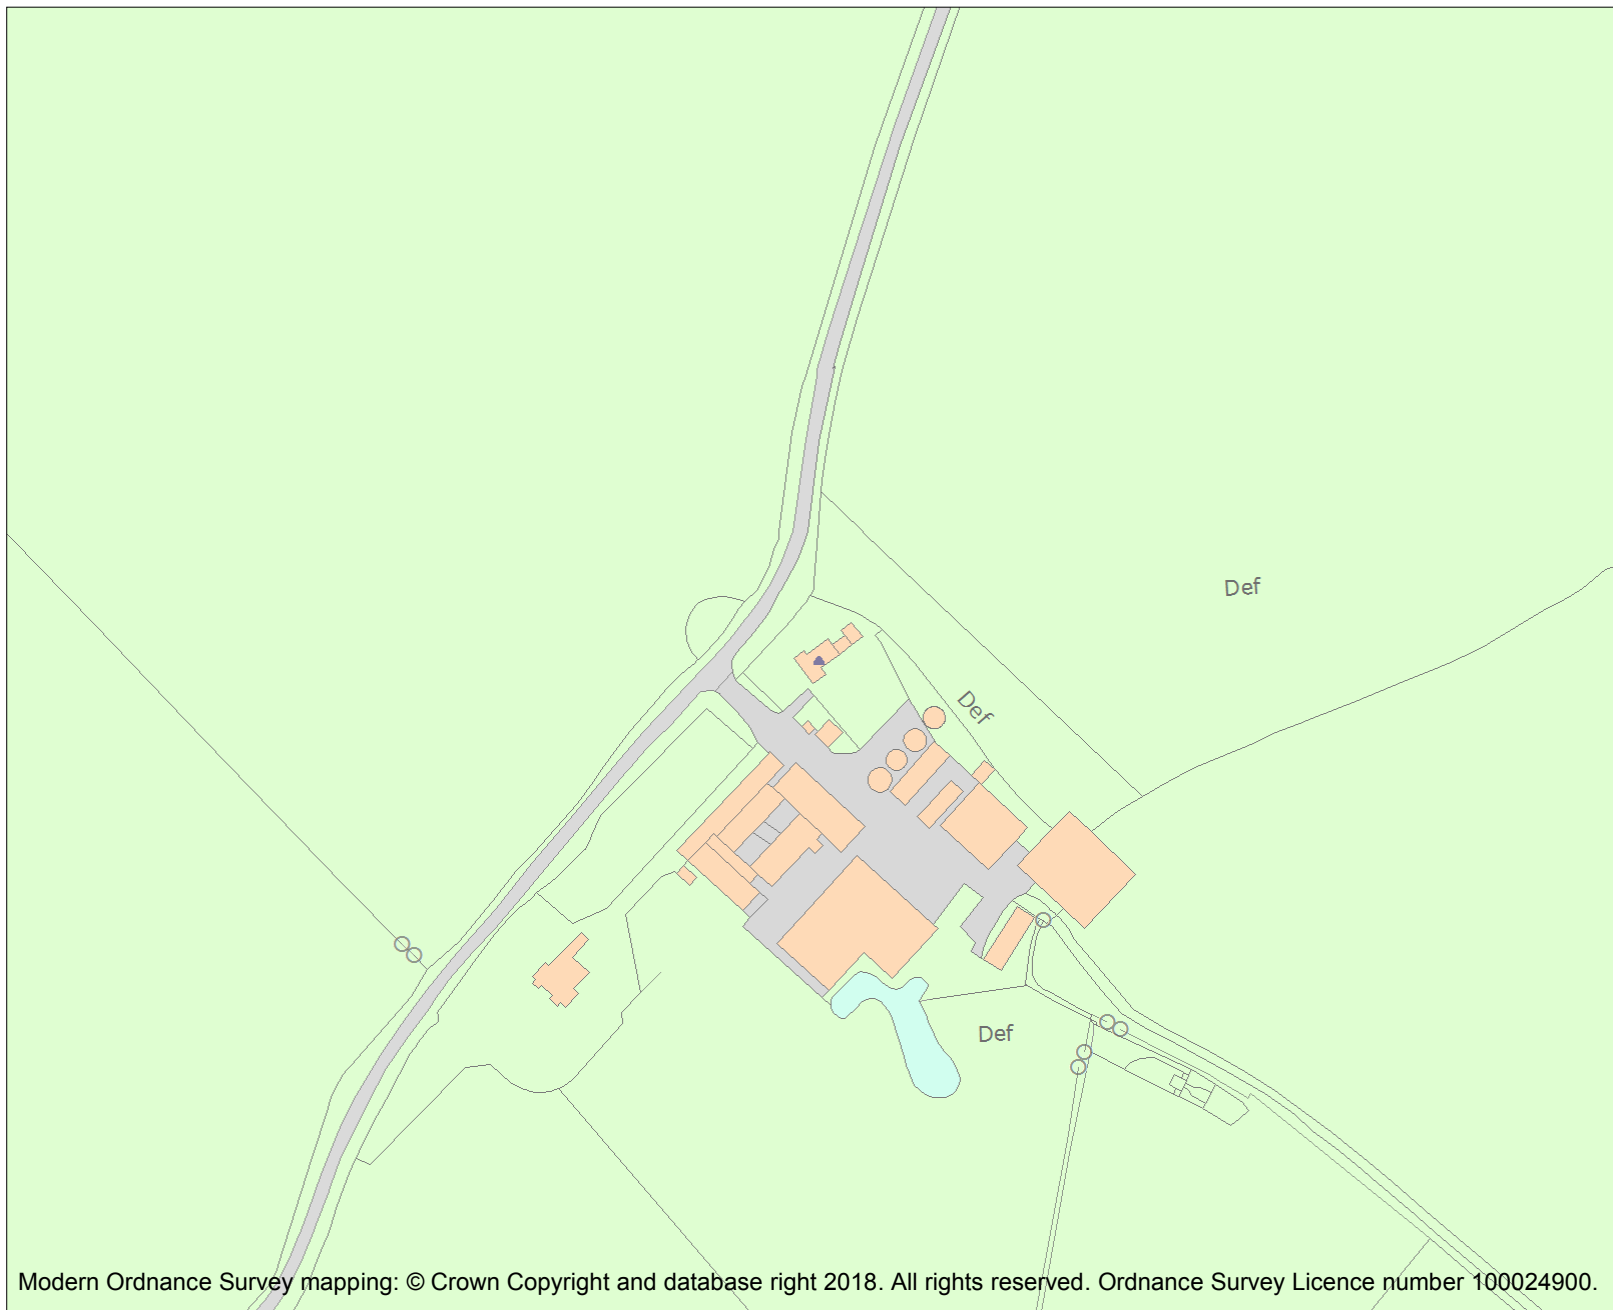 Def
Def
Def
Modern Ordnance Survey mapping: © Crown Copyright and database right 2018. All rights reserved. Ordnance Survey Licence number 100024900.